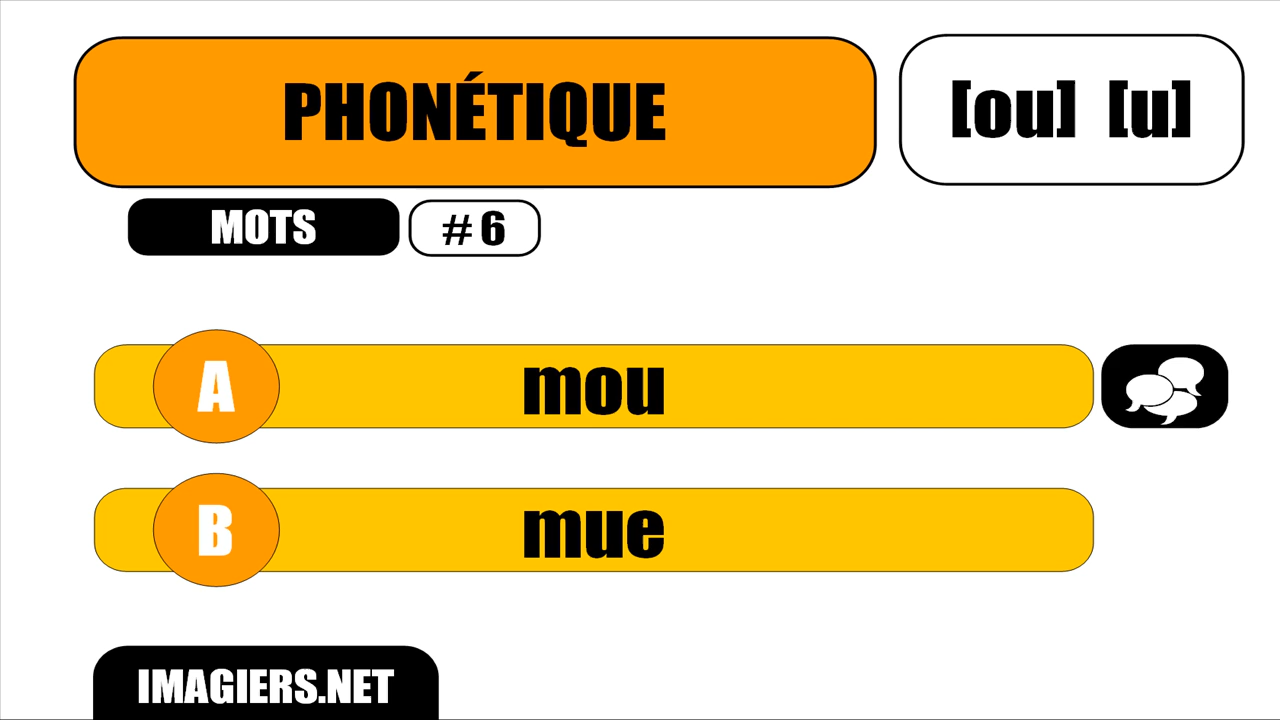 PHONÉTIQUE
[ou] [u]
MOTS
# 6
A
mou
B
mue
IMAGIERS.NET